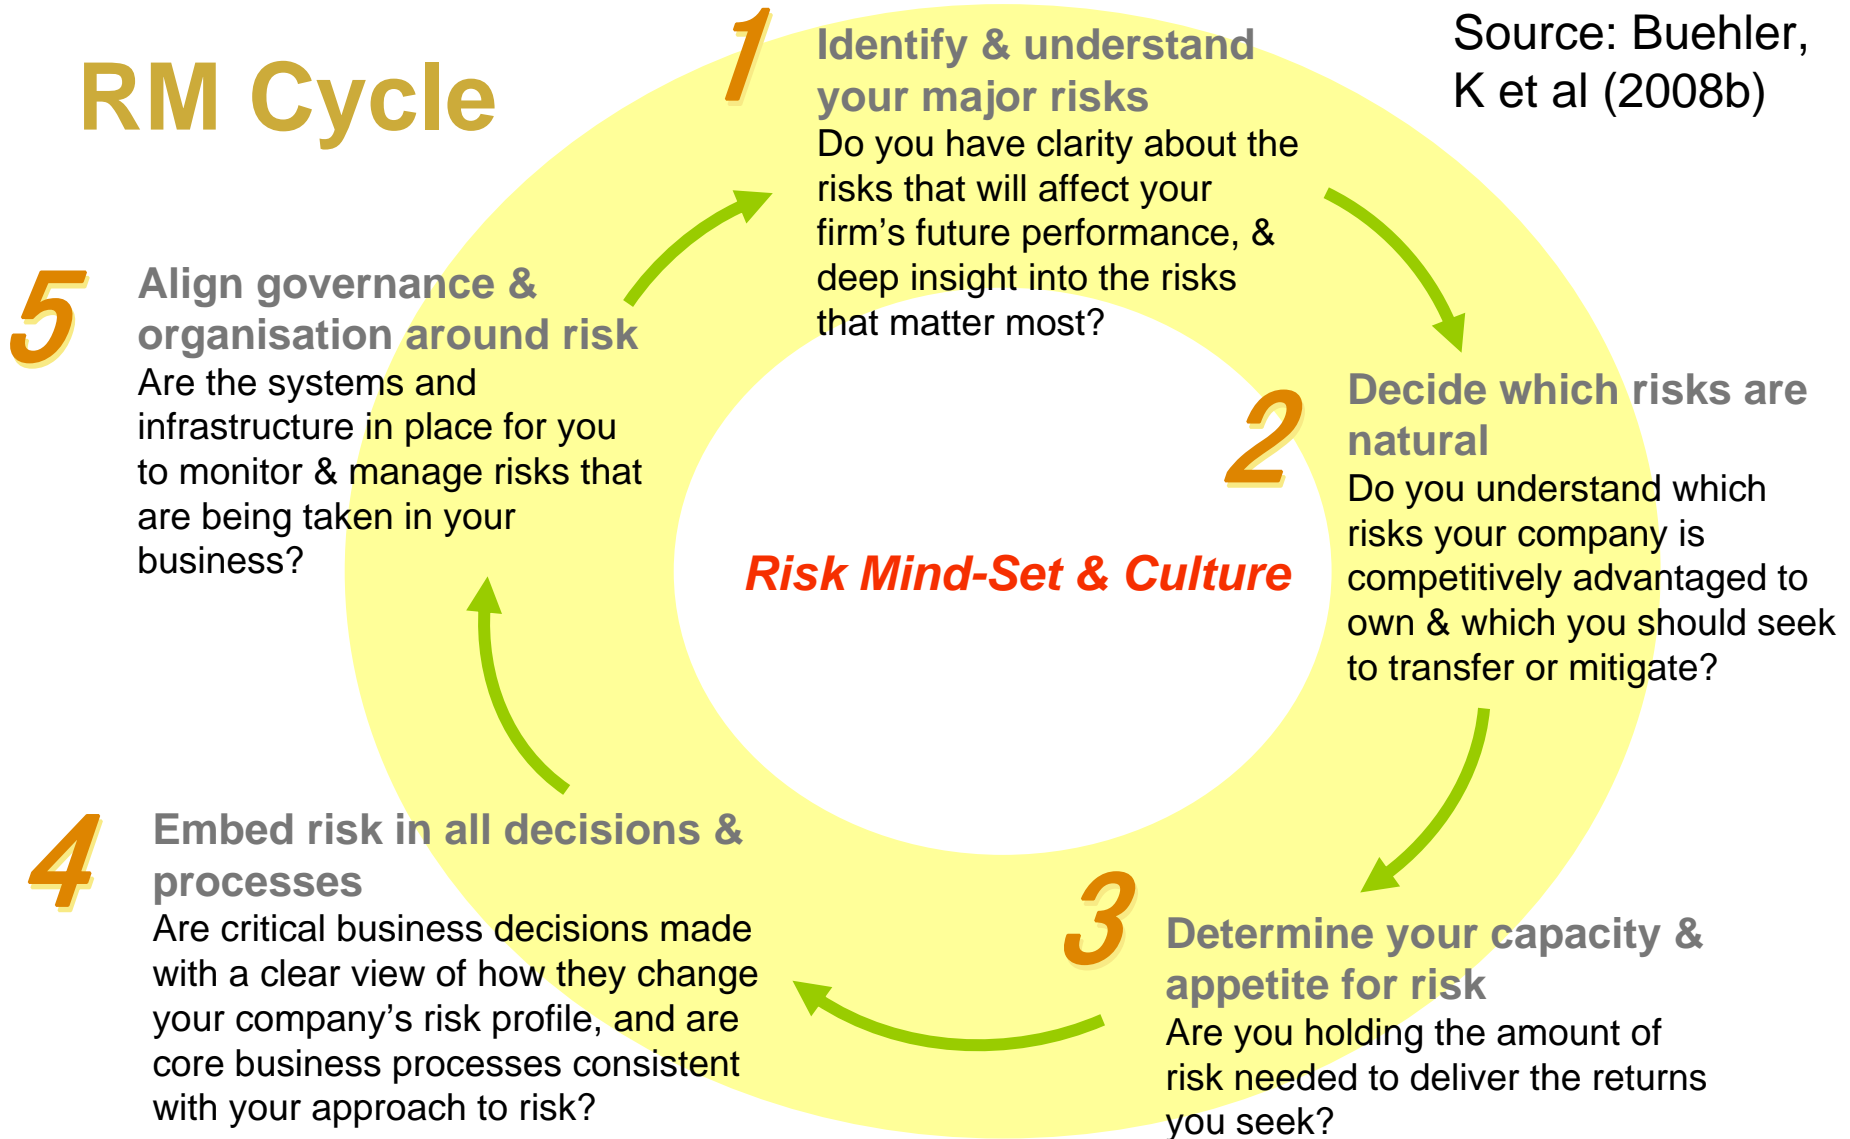 RM Cycle
Source: Buehler,
K et al (2008b)
1
Identify & understand
your major risks
Do you have clarity about the
risks that will affect your
firm’s future performance, &
deep insight into the risks
that matter most?
2
Decide which risks are
natural
Do you understand which
risks your company is
competitively advantaged to
own & which you should seek
to transfer or mitigate?
3
Determine your capacity &
appetite for risk
Are you holding the amount of
risk needed to deliver the returns
you seek?
4
Embed risk in all decisions &
processes
Are critical business decisions made
with a clear view of how they change
your company’s risk profile, and are
core business processes consistent
with your approach to risk?
5
Align governance &
organisation around risk
Are the systems and
infrastructure in place for you
to monitor & manage risks that
are being taken in your
business?
Risk Mind-Set & Culture